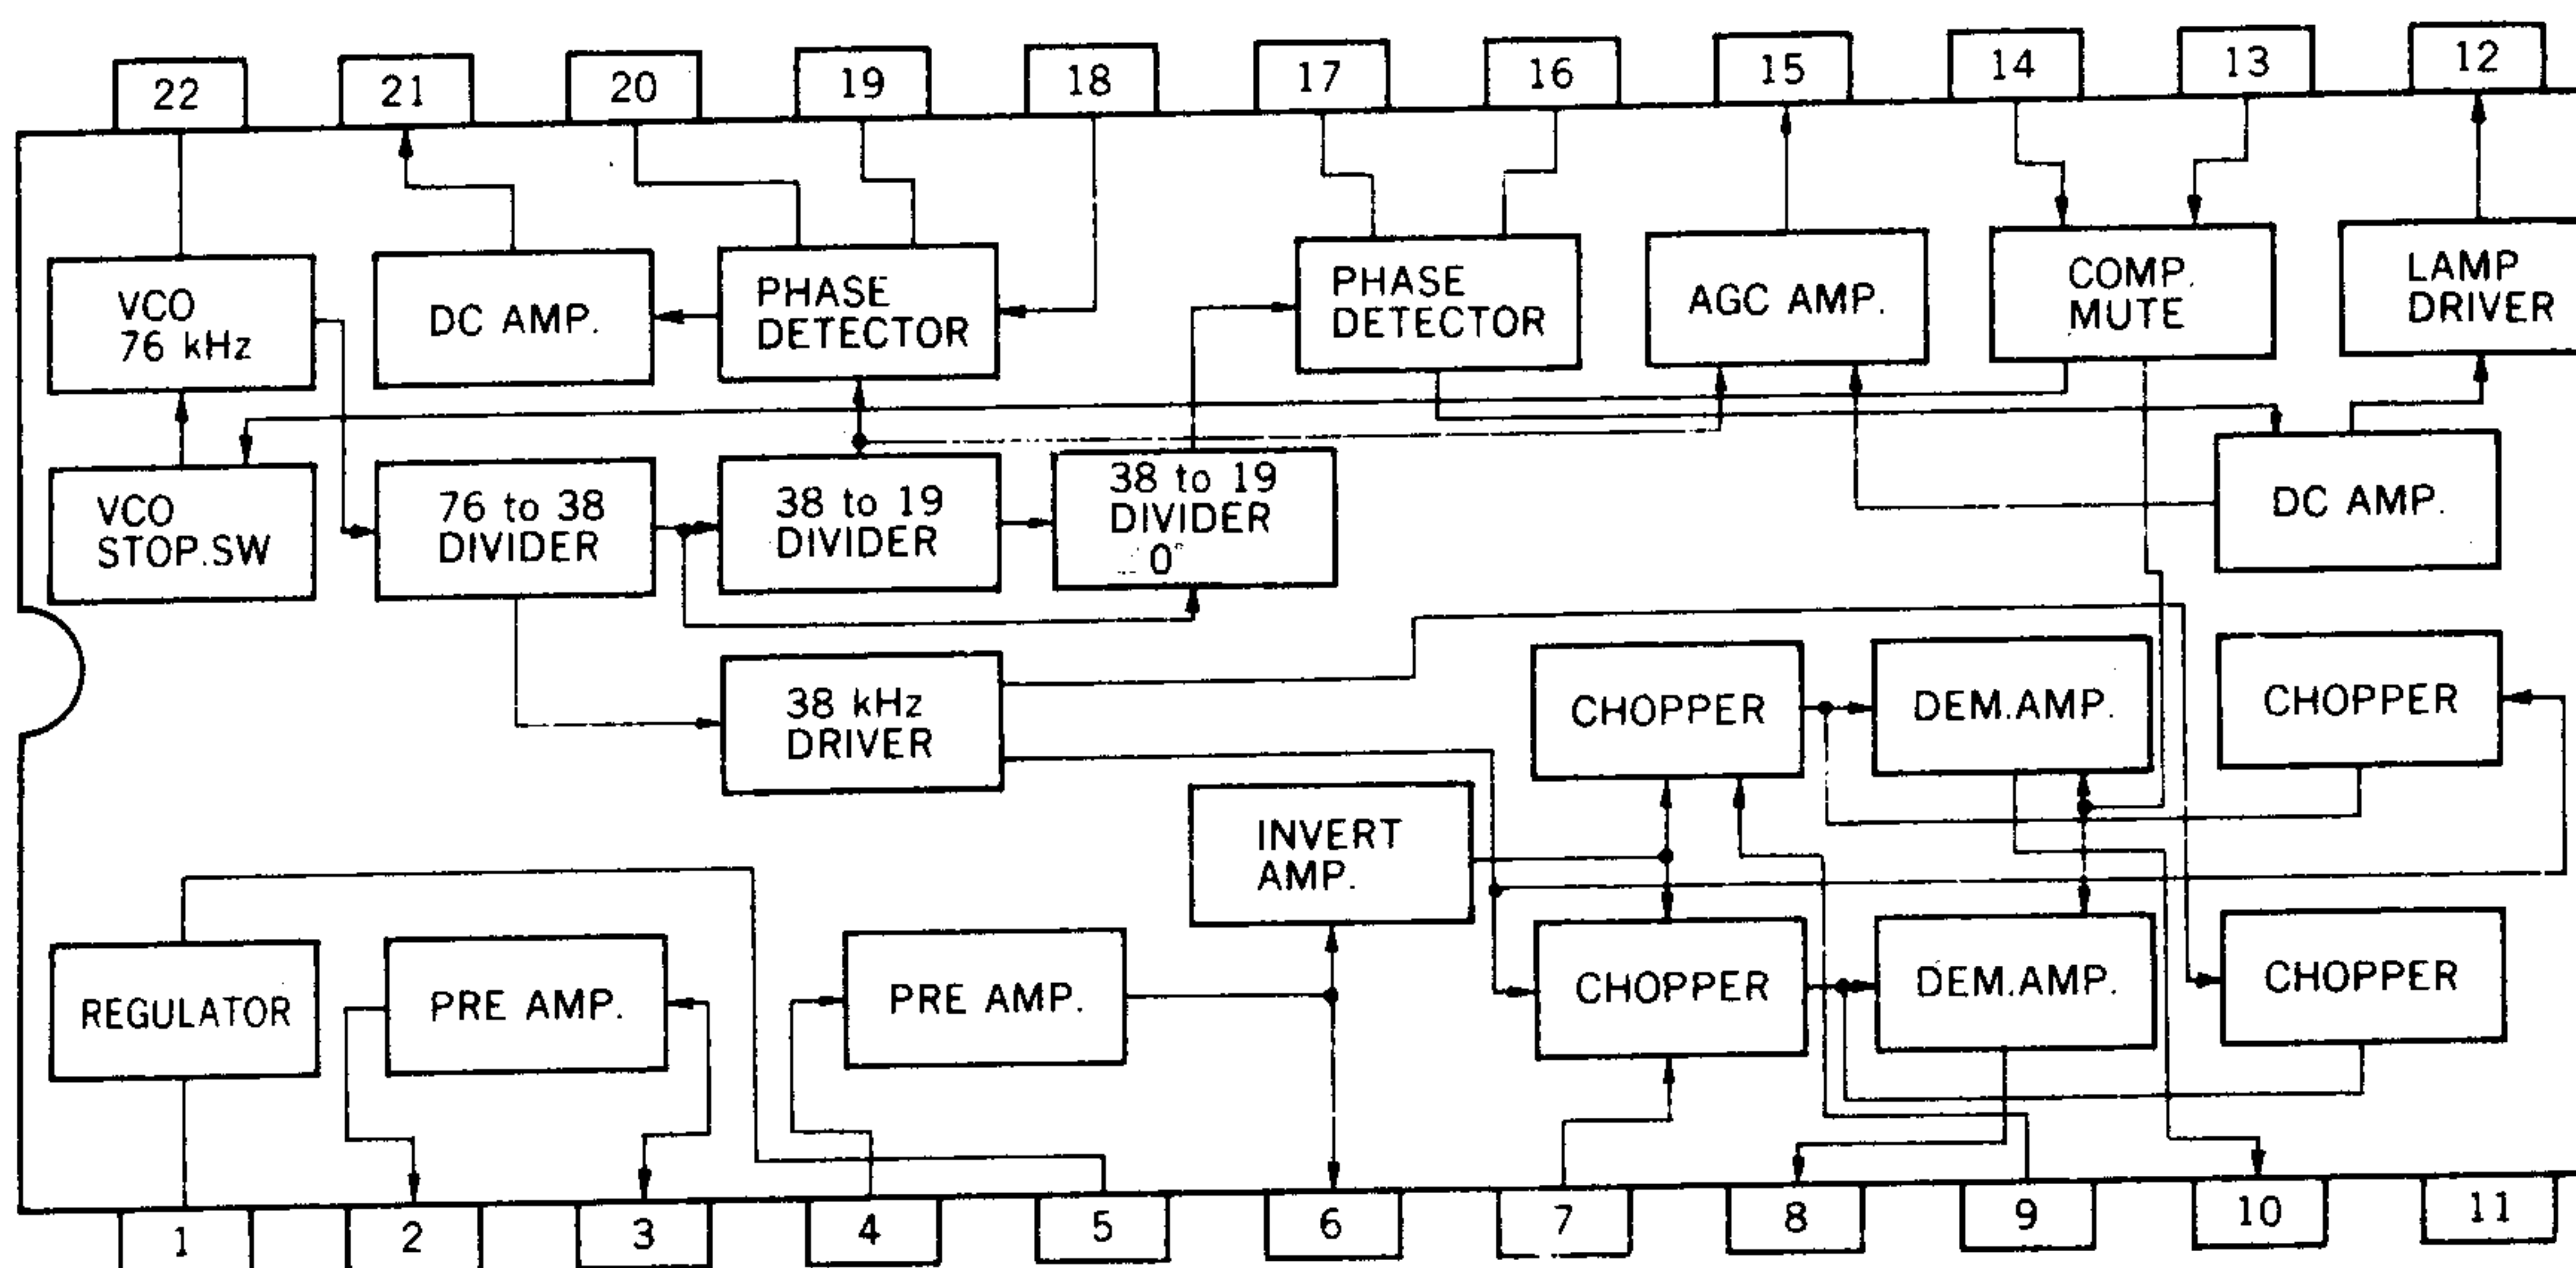 22 21 20 19 18 17 16 15 14 13 12
VCO
76 kHz
DC AMP.
PHASE
DETECTOR
PHASE
DETECTOR
AGC AMP.
COMP.
MUTE
LAMP
DRIVER
VCO
STOP.SW
76 to 38
DIVIDER
38 to 19
DIVIDER
38 to 19
DIVIDER
0°
DC AMP.
38 kHz
DRIVER
CHOPPER
DEM.AMP.
CHOPPER
INVERT
AMP.
REGULATOR
PRE AMP.
PRE AMP.
CHOPPER
DEM.AMP.
CHOPPER
1 2 3 4 5 6 7 8 9 10 11